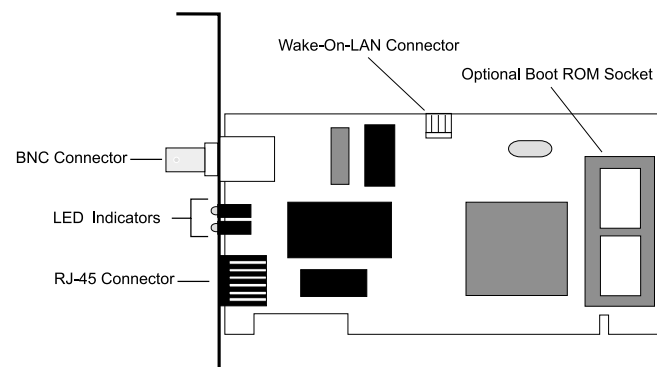 Wake-On-LAN Connector
Optional Boot ROM Socket
BNC Connector
LED Indicators
RJ-45 Connector